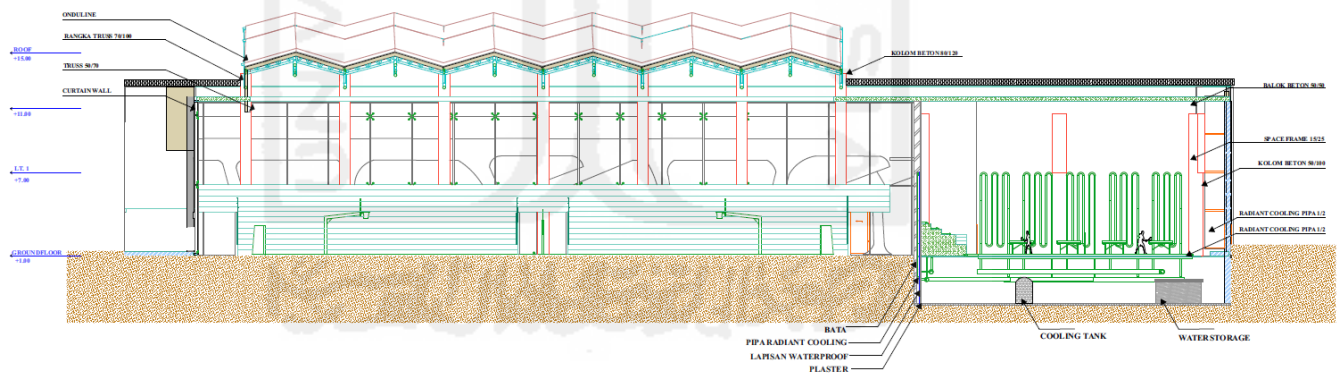 ONDULINE
BANGKA TRUSS 70/100
ROOF
+15.00
TRUSS 50/70
CURTAIN WALL
+11.00
LT. 1
+7.00
GROUND FLOOR
+1.00
KOLOM BETON 80/120
BALOK BETON 50/50
SPACE FRAME 15/25
KOLOM BETON 50/100
RADIANT COOLING PIPA 1/2
RADIANT COOLING PIPA 1/2
BATA
PIPA RADIANT COOLING
LAPISAN WATERPROOF
PLASTER
COOLING TANK
WATER STORAGE